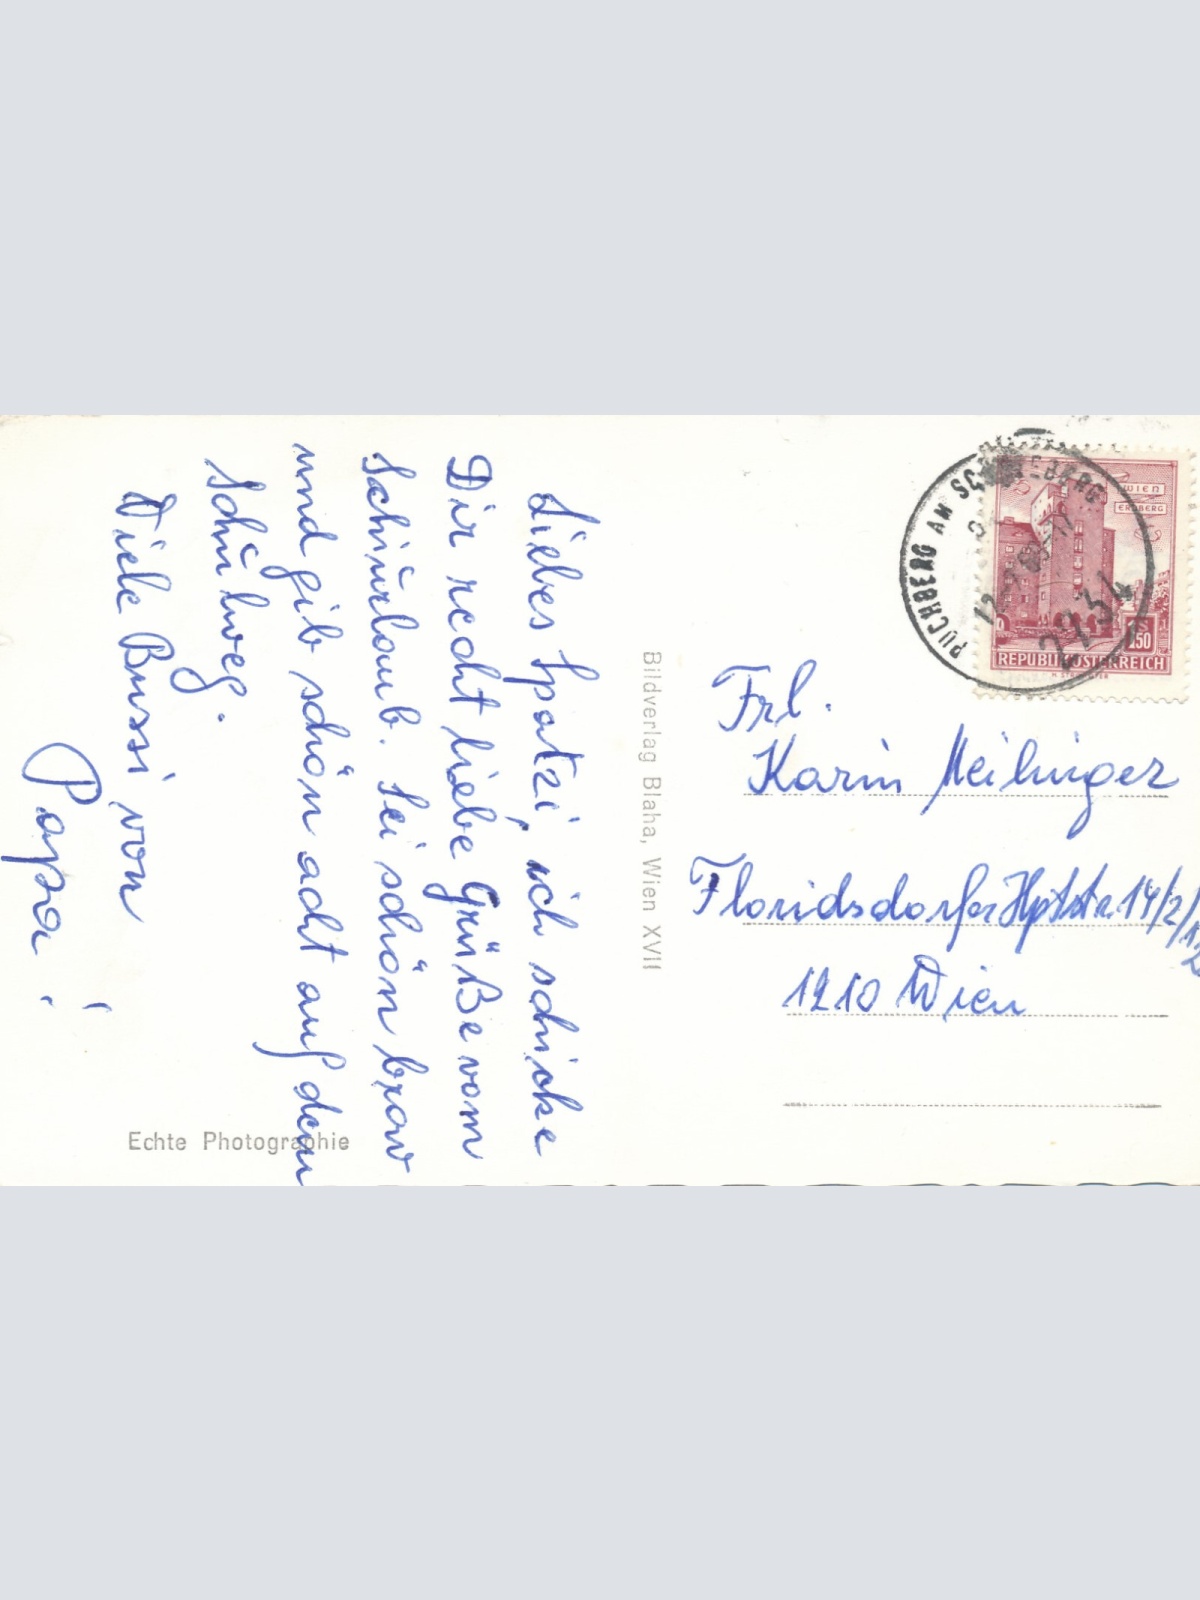 Liebes Spatzi, ich schicke
Dir recht liebe Grüße vom
Schiurlaub. Sei schön brav
und gib schön acht auf dem
Schulweg.
Viele Bussi von
Papa!
Echte Photographie
Bildverlag Blaha, Wien XVII
PUCHBERG AM SCHNEEBERG
2734
WIEN
ERDBERG
1.50
REPUBLIK ÖSTERREICH
Frl.
Karin Meilinger
Floridsdorfer Hptstr. 14/2/
1210 Wien